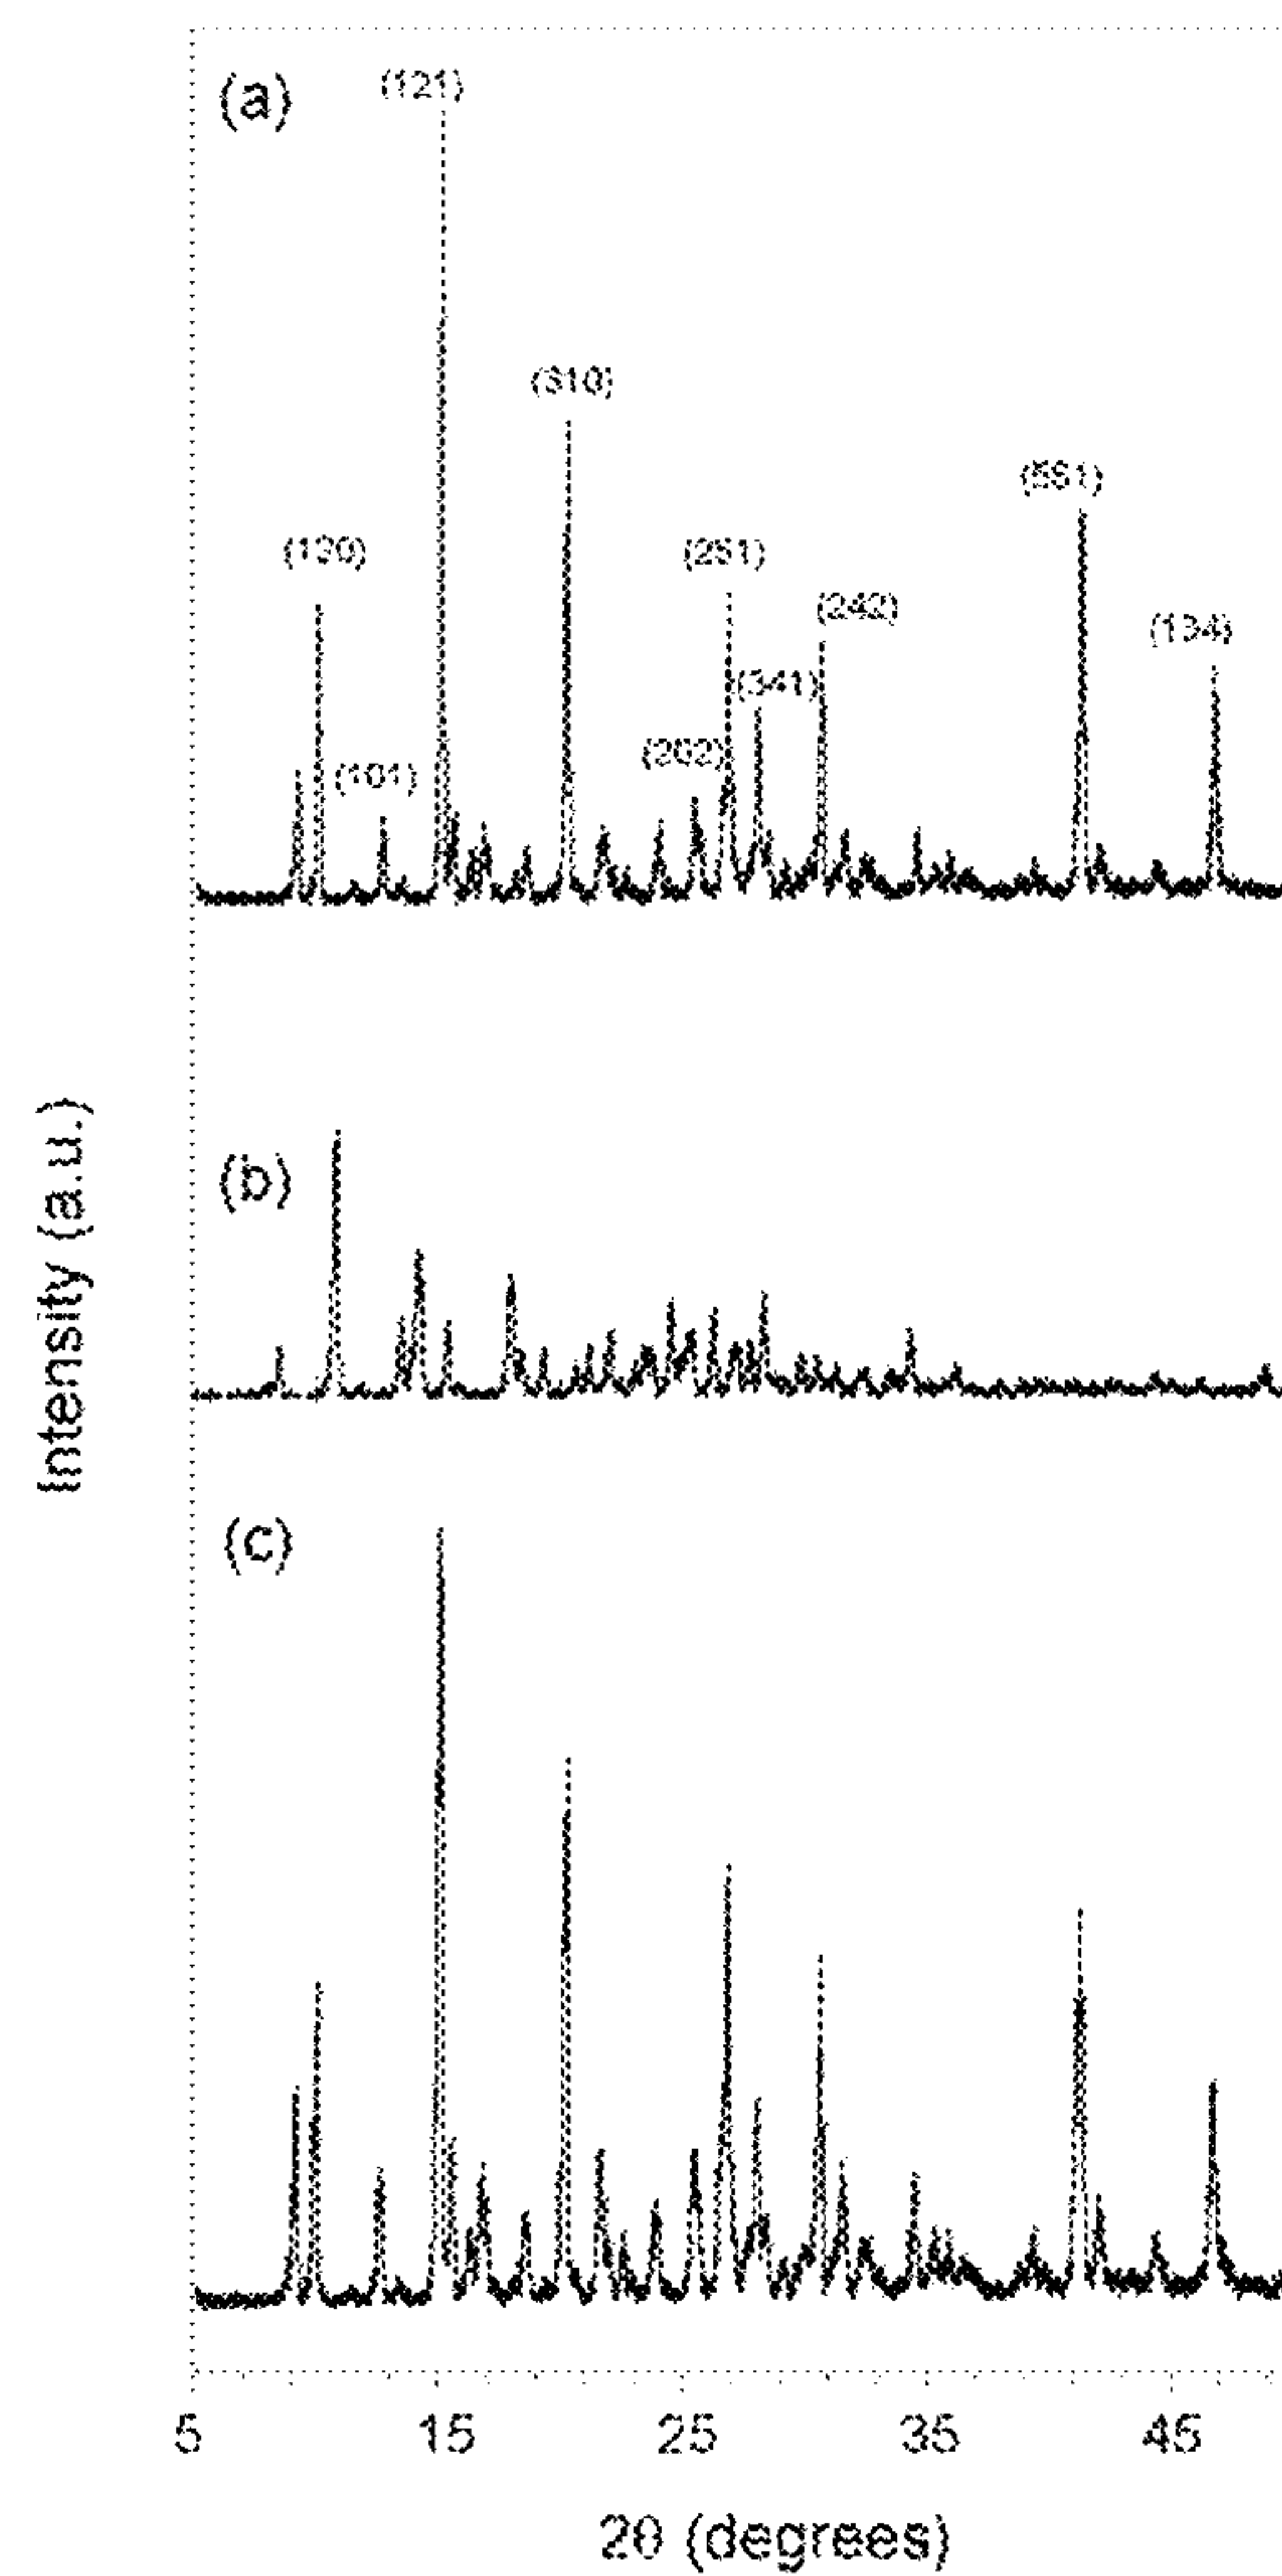 (a)
(121)
(310)
(551)
(130)
(251)
(242)
(134)
(341)
(202)
(101)
(b)
Intensity (a.u.)
(c)
5 15 25 35 45
2θ (degrees)